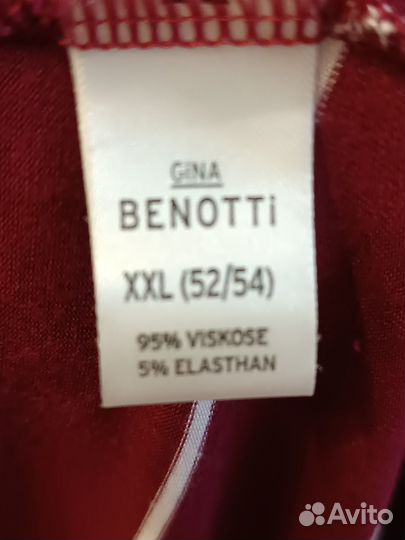 GiNA
BENOTTi
XXL (52/54)
95% VISKOSE
5% ELASTHAN
Avito